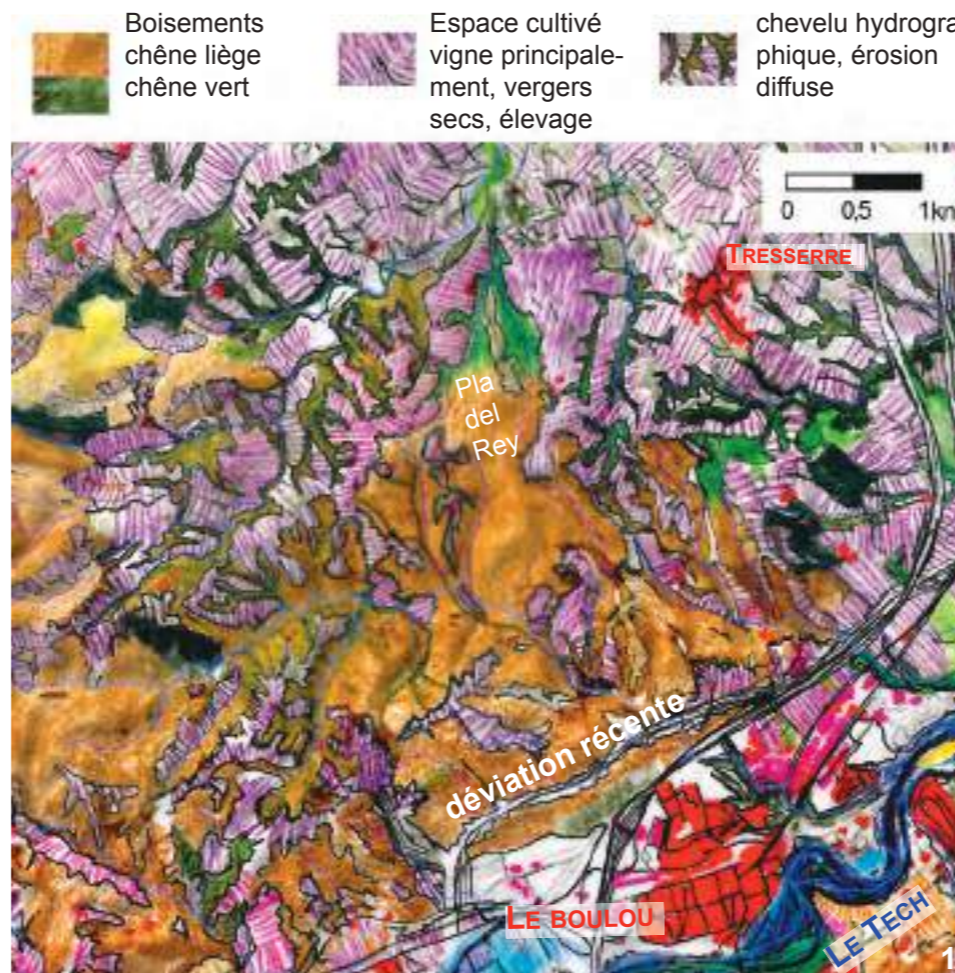 Boisements
chêne liège
chêne vert
Espace cultivé
vigne principale-
ment, vergers
secs, élevage
chevelu hydrogra
phique, érosion
diffuse
0 0,5 1km
TRESSERRE
Pla
del
Rey
déviation récente
LE BOULOU
LE TECH
1